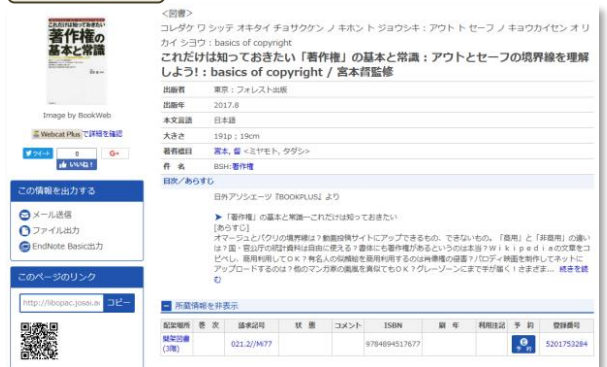 <図書>
コレダケ ワ シッテ オキタイ チョサクケン ノ キホン ト ジョウシキ : アウト ト セーフ ノ キョウカイセン オ リ
カイ シヨウ : basics of copyright
これだけは知っておきたい「著作権」の基本と常識 : アウトとセーフの境界線を理解
しよう! : basics of copyright / 宮本督監修
これだけは知っておきたい
著作権の
基本と常識
Image by BookWeb
Webcat Plus で詳細を確認
ツイート 0 G+
いいね!
出版者 東京 : フォレスト出版
出版年 2017.8
本文言語 日本語
大きさ 191p ; 19cm
著者標目 宮本, 督 <ミヤモト, タダシ>
件 名 BSH:著作権
目次/あらすじ
日外アソシエーツ『BOOKPLUS』より
「著作権」の基本と常識―これだけは知っておきたい
[あらすじ]
オマージュとパクリの境界線は?動画投稿サイトにアップできるもの、できないもの。「商用」と「非商用」の違い
は?国・官公庁の統計資料は自由に使える?書体にも著作権があるというのは本当?Wikipediaの文章をコ
ピペし、商用利用してOK?有名人の似顔絵を商用利用するのは肖像権の侵害?パロディ映画を制作してネットに
アップロードするのは?他のマンガ家の画風を真似てもOK?グレーゾーンにまで手が届く!さまざま... 続きを読
む
この情報を出力する
メール送信
ファイル出力
EndNote Basic出力
このページのリンク
http://libopac.josai.ac コピー
所蔵情報を非表示
配架場所 巻 次 請求記号 状 態 コメント ISBN 刷 年 利用注記 予 約 登録番号
開架図書
(3階) 021.2//Mi77 9784894517677 予 約 5201753284